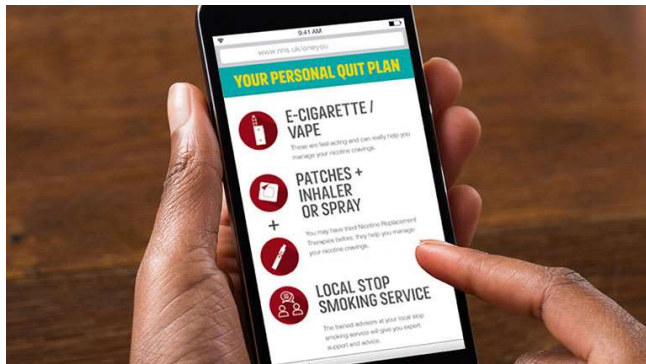 9:41 AM
www.nhs.uk/oneyou
YOUR PERSONAL QUIT PLAN
E-CIGARETTE /
VAPE
These are fast-acting and can really help you
manage your nicotine cravings.
PATCHES +
INHALER
OR SPRAY
+
You may have tried Nicotine Replacement
Therapies before, they help you manage
your nicotine cravings.
LOCAL STOP
SMOKING SERVICE
The trained advisers at your local stop
smoking service will give you expert
support and advice.